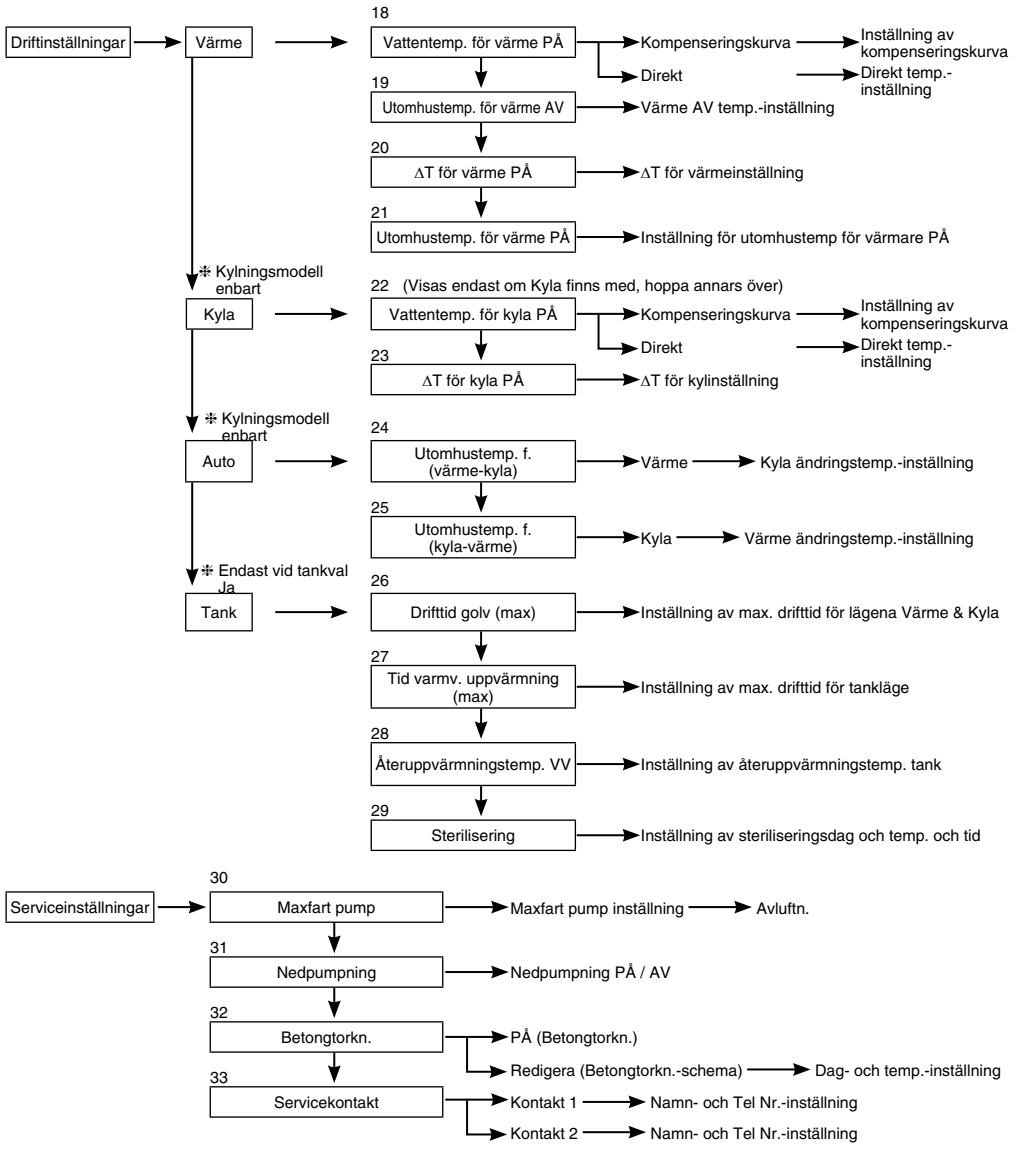 18
Driftinställningar Värme Vattentemp. för värme PÅ Kompenseringskurva Inställning av
kompenseringskurva
Direkt Direkt temp.-
inställning
19
Utomhustemp. för värme AV Värme AV temp.-inställning
20
ΔT för värme PÅ ΔT för värmeinställning
21
Utomhustemp. för värme PÅ Inställning för utomhustemp för värmare PÅ
❉ Kylningsmodell
enbart
22 (Visas endast om Kyla finns med, hoppa annars över)
Kyla Vattentemp. för kyla PÅ Kompenseringskurva Inställning av
kompenseringskurva
Direkt Direkt temp.-
inställning
23
ΔT för kyla PÅ ΔT för kylinställning
❉ Kylningsmodell
enbart
24
Auto Utomhustemp. f.
(värme-kyla) Värme Kyla ändringstemp.-inställning
25
Utomhustemp. f.
(kyla-värme) Kyla Värme ändringstemp.-inställning
❉ Endast vid tankval
Ja
26
Tank Drifttid golv (max) Inställning av max. drifttid för lägena Värme & Kyla
27
Tid varmv. uppvärmning
(max) Inställning av max. drifttid för tankläge
28
Återuppvärmningstemp. VV Inställning av återuppvärmningstemp. tank
29
Sterilisering Inställning av steriliseringsdag och temp. och tid
30
Serviceinställningar Maxfart pump Maxfart pump inställning Avluftn.
31
Nedpumpning Nedpumpning PÅ / AV
32
Betongtorkn. PÅ (Betongtorkn.)
Redigera (Betongtorkn.-schema) Dag- och temp.-inställning
33
Servicekontakt Kontakt 1 Namn- och Tel Nr.-inställning
Kontakt 2 Namn- och Tel Nr.-inställning